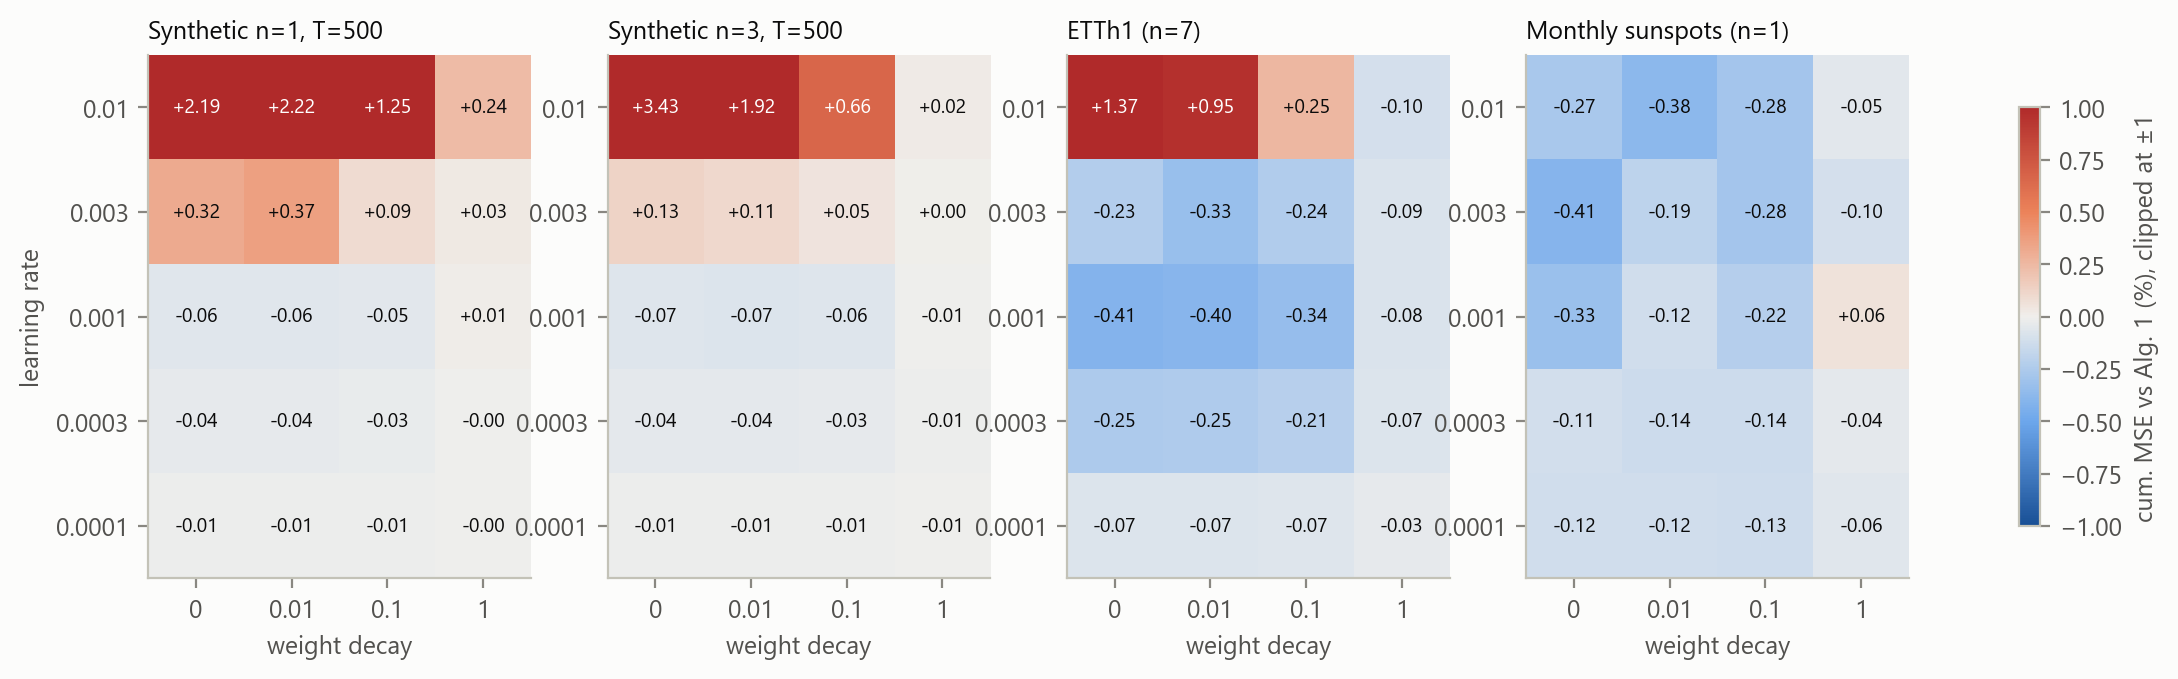 Synthetic n=1, T=500
Synthetic n=3, T=500
ETTh1 (n=7)
Monthly sunspots (n=1)
learning rate
0.01 +2.19 +2.22 +1.25 +0.24
0.003 +0.32 +0.37 +0.09 +0.03
0.001 -0.06 -0.06 -0.05 +0.01
0.0003 -0.04 -0.04 -0.03 -0.00
0.0001 -0.01 -0.01 -0.01 -0.00
0 0.01 0.1 1
weight decay
0.01 +3.43 +1.92 +0.66 +0.02
0.003 +0.13 +0.11 +0.05 +0.00
0.001 -0.07 -0.07 -0.06 -0.01
0.0003 -0.04 -0.04 -0.03 -0.01
0.0001 -0.01 -0.01 -0.01 -0.01
0 0.01 0.1 1
weight decay
0.01 +1.37 +0.95 +0.25 -0.10
0.003 -0.23 -0.33 -0.24 -0.09
0.001 -0.41 -0.40 -0.34 -0.08
0.0003 -0.25 -0.25 -0.21 -0.07
0.0001 -0.07 -0.07 -0.07 -0.03
0 0.01 0.1 1
weight decay
0.01 -0.27 -0.38 -0.28 -0.05
0.003 -0.41 -0.19 -0.28 -0.10
0.001 -0.33 -0.12 -0.22 +0.06
0.0003 -0.11 -0.14 -0.14 -0.04
0.0001 -0.12 -0.12 -0.13 -0.06
0 0.01 0.1 1
weight decay
1.00
0.75
0.50
0.25
0.00
−0.25
−0.50
−0.75
−1.00
cum. MSE vs Alg. 1 (%), clipped at ±1